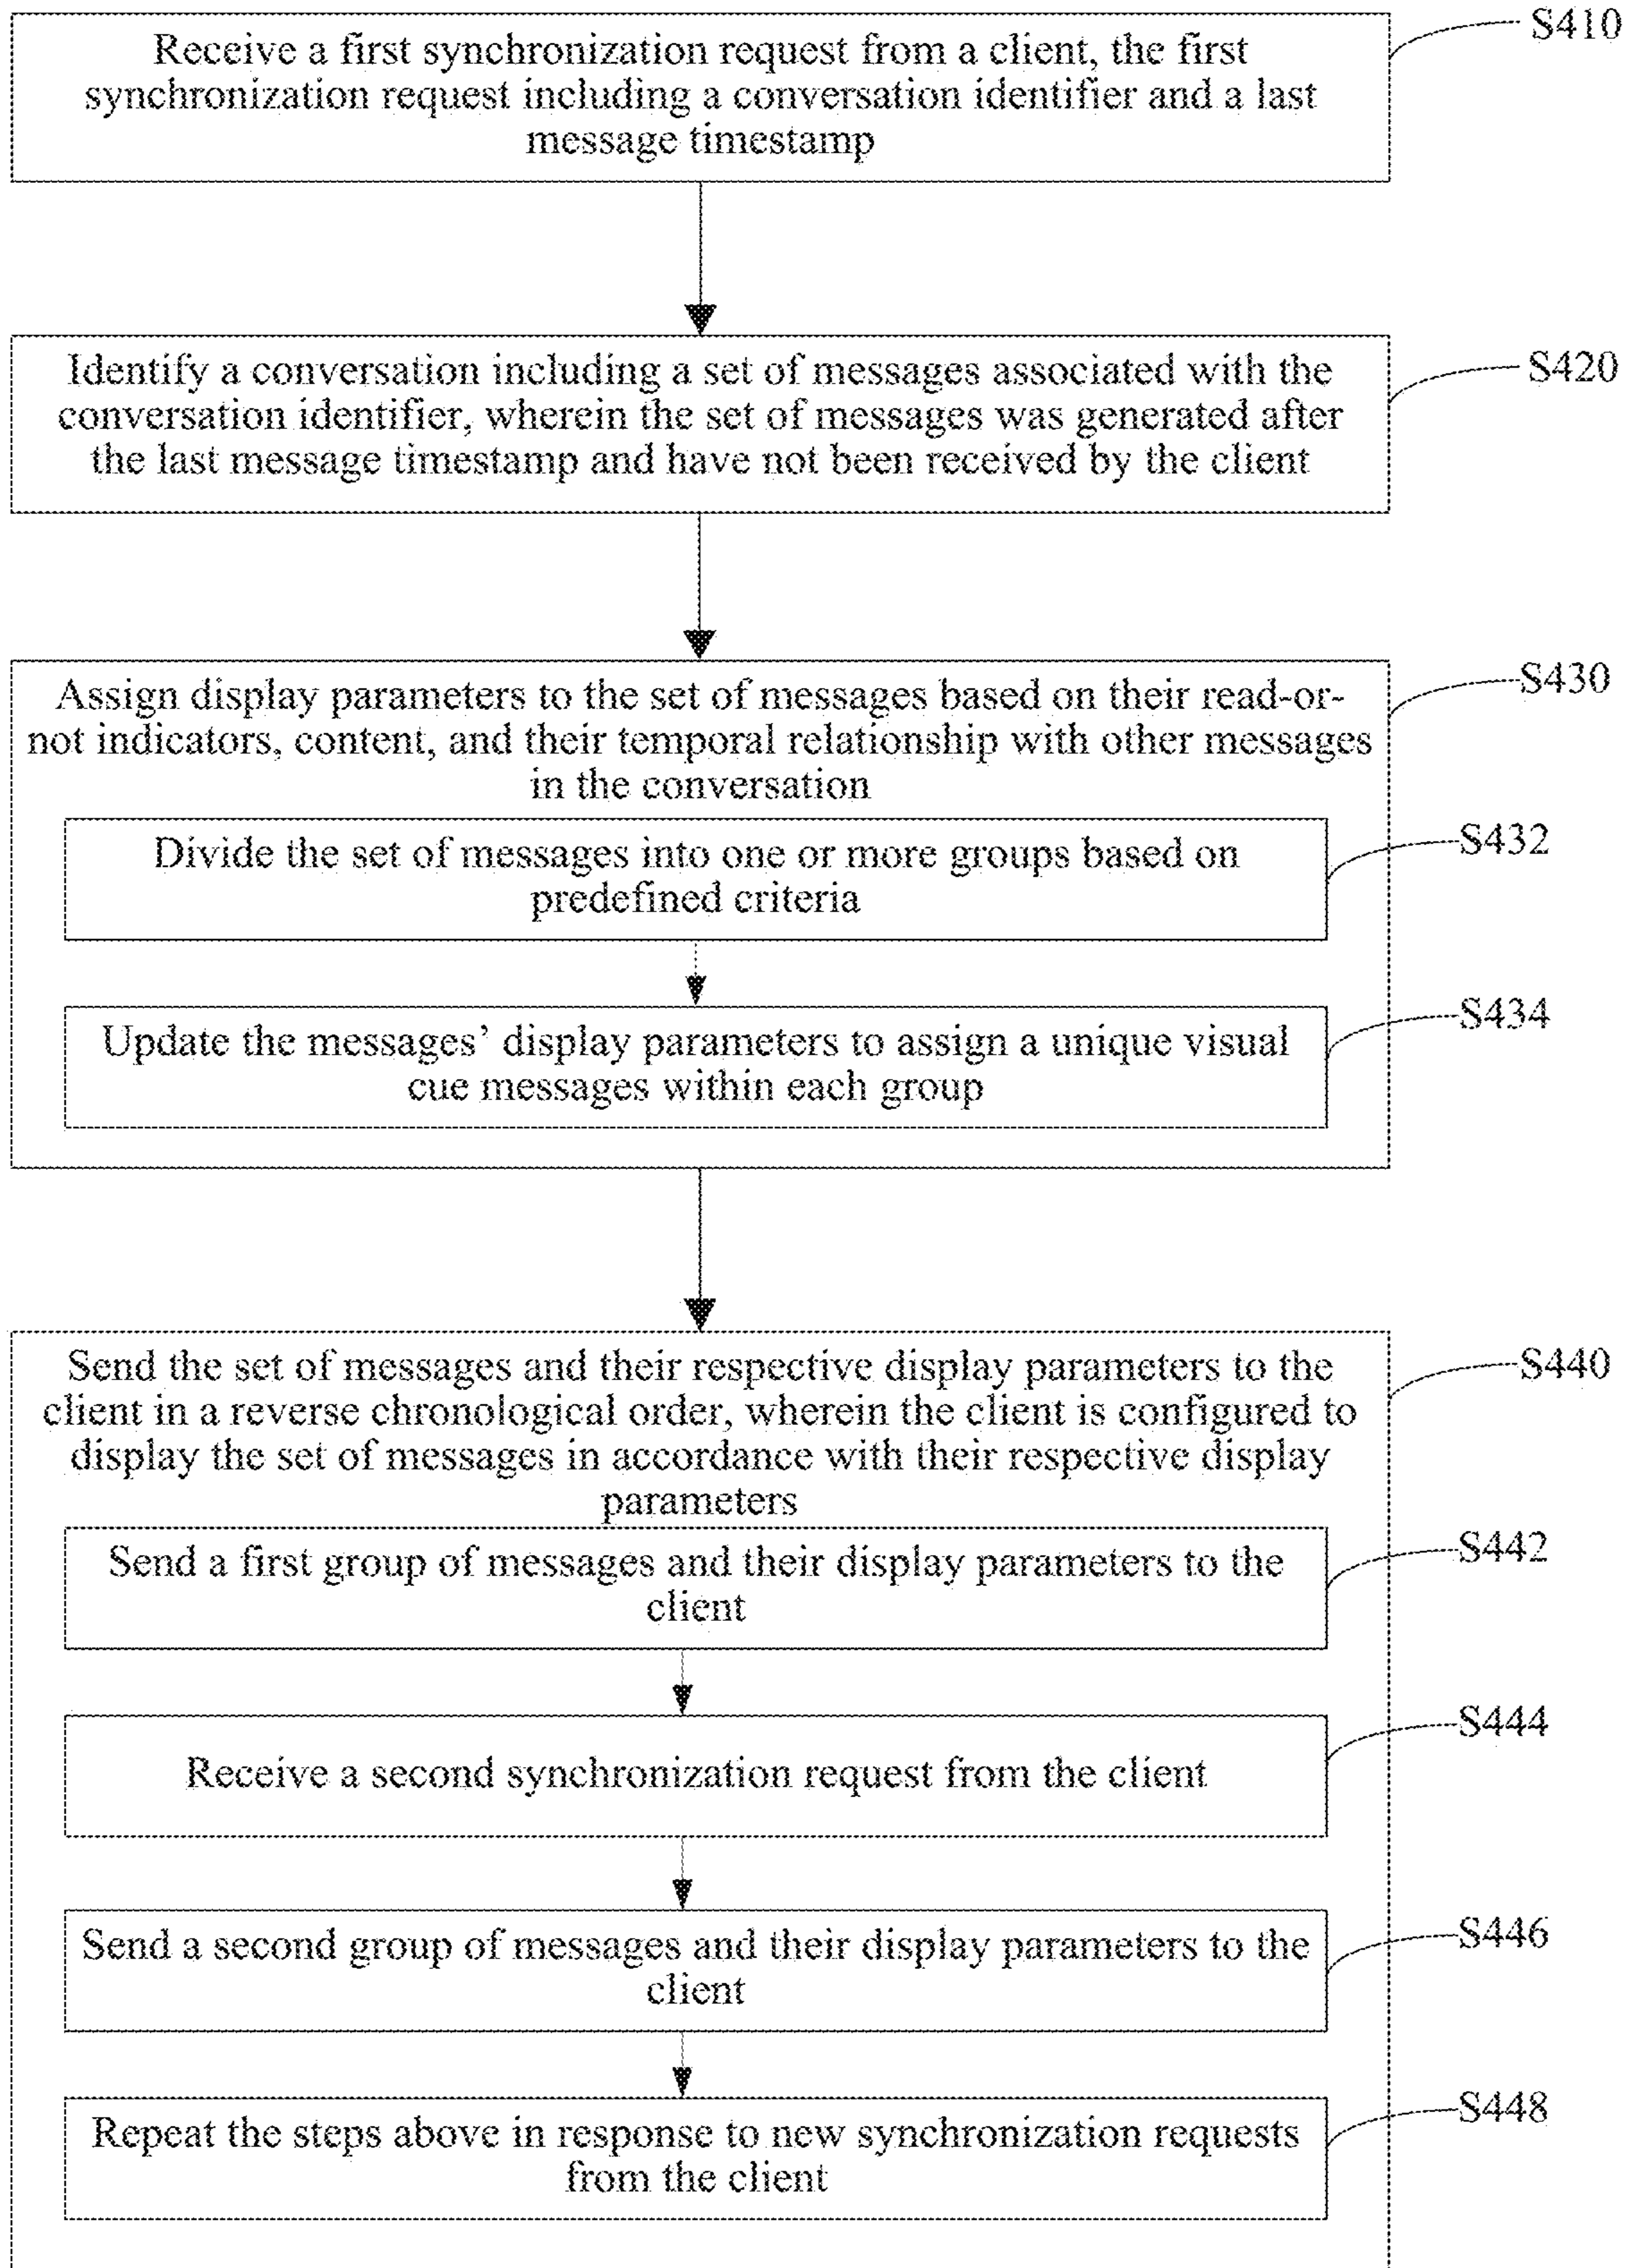 Receive a first synchronization request from a client, the first
synchronization request including a conversation identifier and a last
message timestamp
S410
Identify a conversation including a set of messages associated with the
conversation identifier, wherein the set of messages was generated after
the last message timestamp and have not been received by the client
S420
Assign display parameters to the set of messages based on their read-or-
not indicators, content, and their temporal relationship with other messages
in the conversation
S430
Divide the set of messages into one or more groups based on
predefined criteria
S432
Update the messages’ display parameters to assign a unique visual
cue messages within each group
S434
Send the set of messages and their respective display parameters to the
client in a reverse chronological order, wherein the client is configured to
display the set of messages in accordance with their respective display
parameters
S440
Send a first group of messages and their display parameters to the
client
S442
Receive a second synchronization request from the client
S444
Send a second group of messages and their display parameters to the
client
S446
Repeat the steps above in response to new synchronization requests
from the client
S448